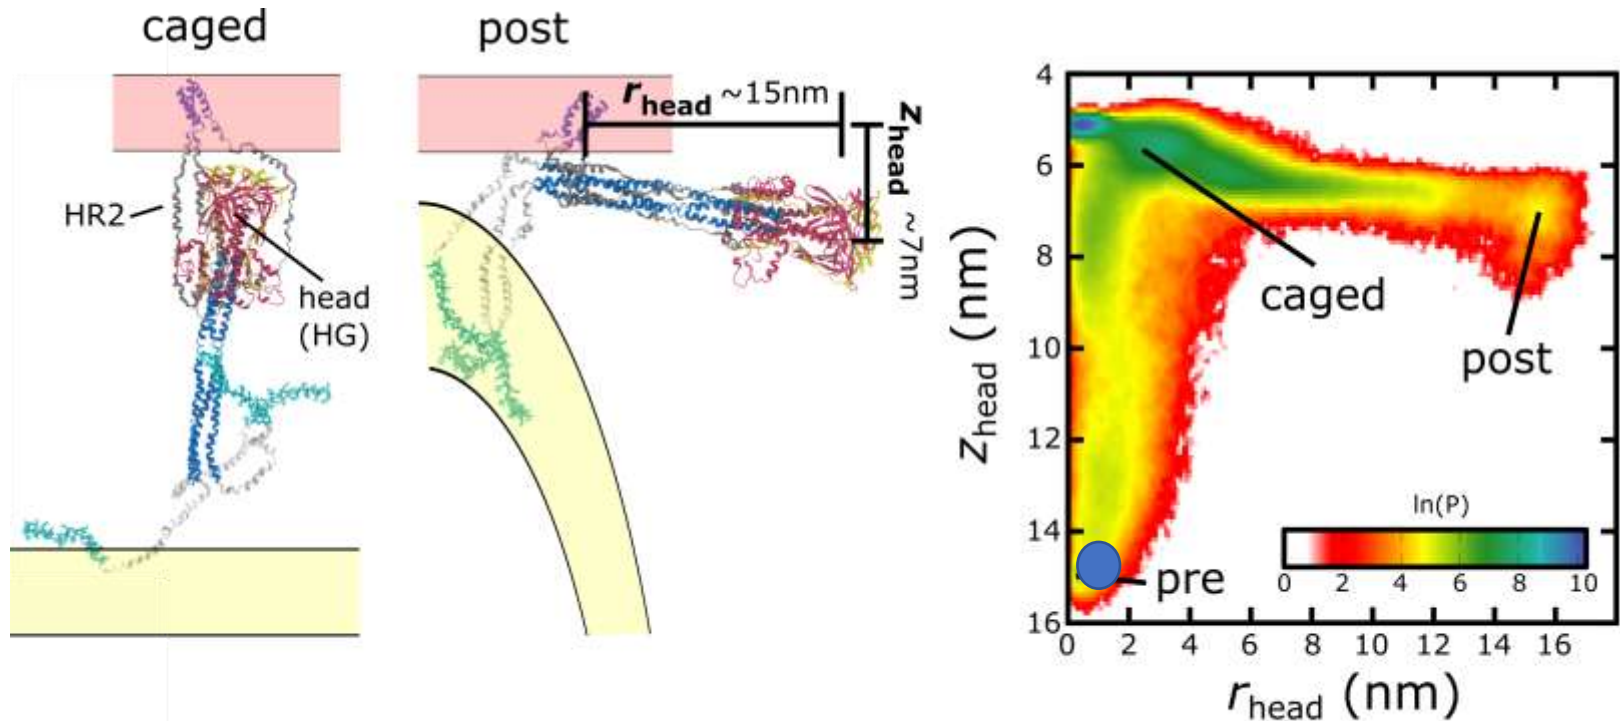 caged
post
r_head ~15nm
z_head ~7nm
HR2
head
(HG)
4
6
8
10
12
14
16
z_head (nm)
caged
post
pre
ln(P)
0 2 4 6 8 10
0 2 4 6 8 10 12 14 16
r_head (nm)